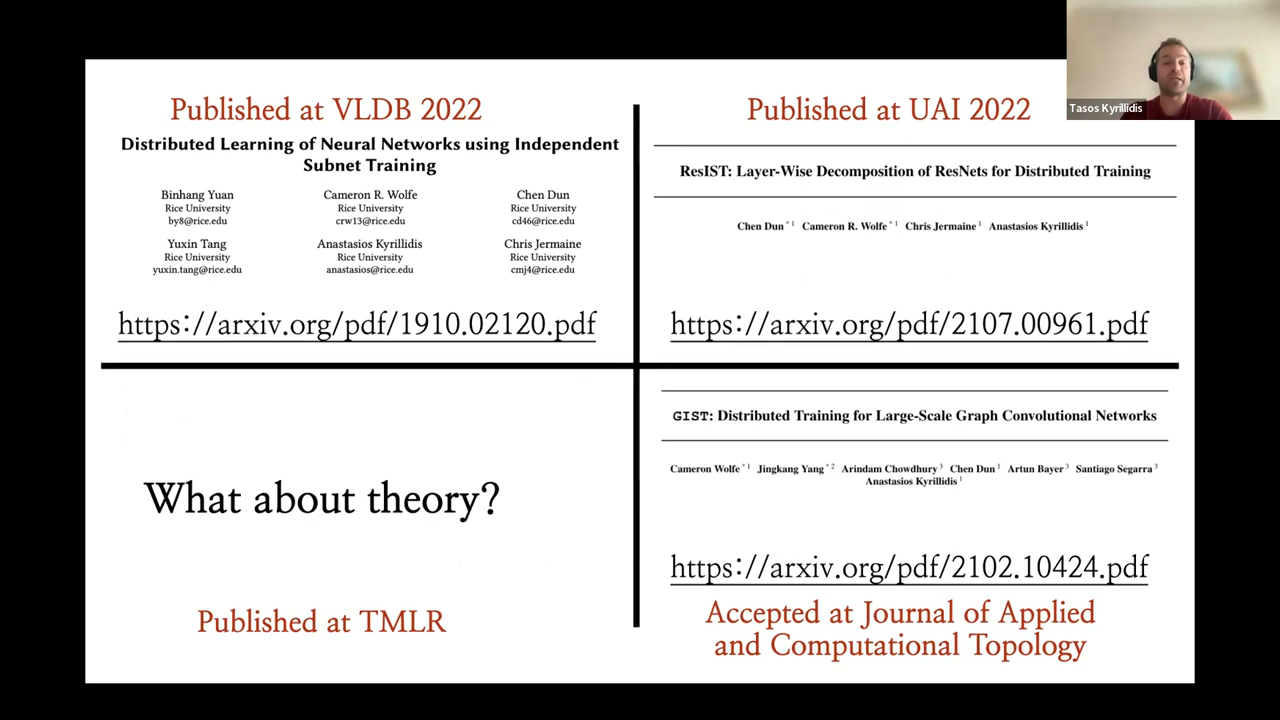 Published at VLDB 2022
Distributed Learning of Neural Networks using Independent
Subnet Training
Binhang Yuan Cameron R. Wolfe Chen Dun
Rice University Rice University Rice University
by8@rice.edu crw13@rice.edu cd46@rice.edu
Yuxin Tang Anastasios Kyrillidis Chris Jermaine
Rice University Rice University Rice University
yuxin.tang@rice.edu anastasios@rice.edu cmj4@rice.edu
https://arxiv.org/pdf/1910.02120.pdf
Published at UAI 2022
ResIST: Layer-Wise Decomposition of ResNets for Distributed Training
Chen Dun * 1 Cameron R. Wolfe * 1 Chris Jermaine 1 Anastasios Kyrillidis 1
https://arxiv.org/pdf/2107.00961.pdf
What about theory?
Published at TMLR
GIST: Distributed Training for Large-Scale Graph Convolutional Networks
Cameron Wolfe * 1 Jingkang Yang * 2 Arindam Chowdhury 3 Chen Dun 1 Artun Bayer 3 Santiago Segarra 3
Anastasios Kyrillidis 1
https://arxiv.org/pdf/2102.10424.pdf
Accepted at Journal of Applied
and Computational Topology
Tasos Kyrillidis